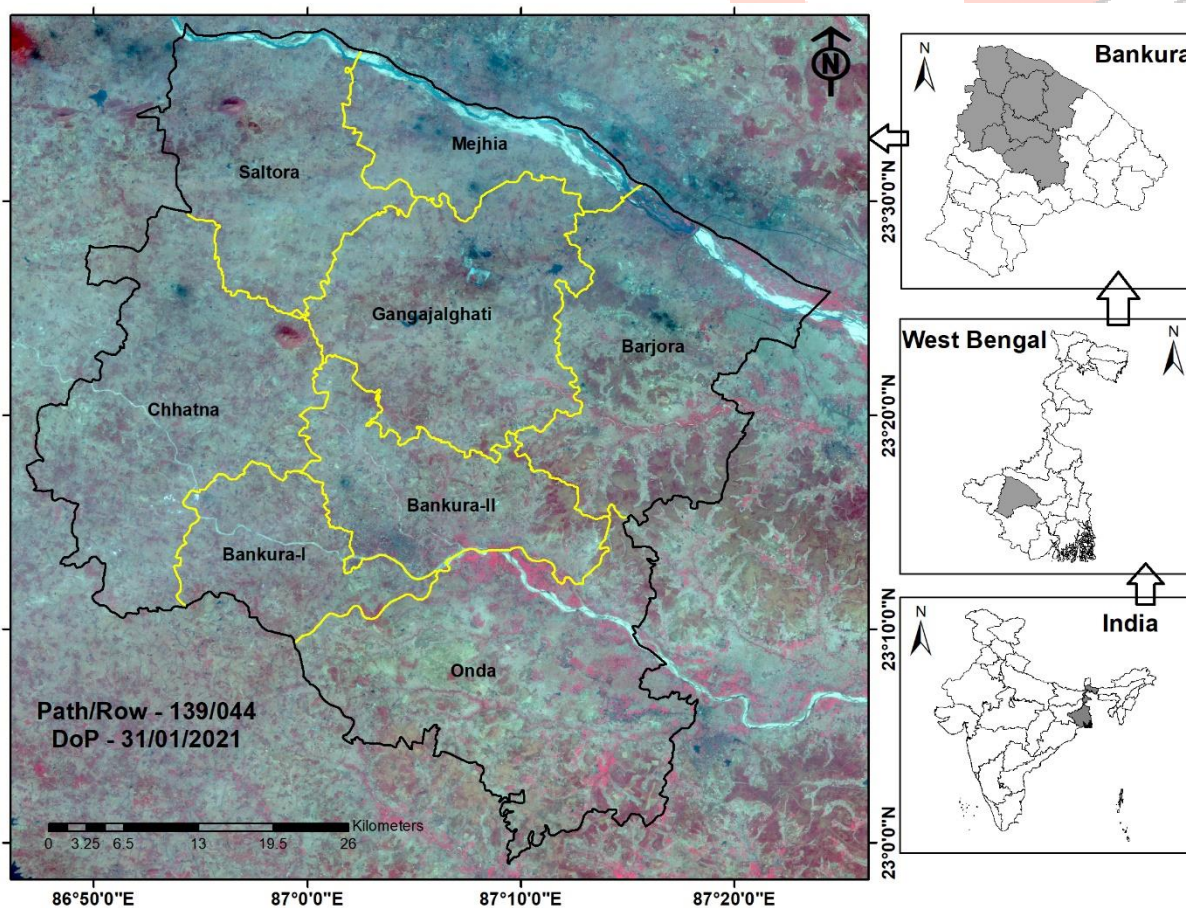 N
Saltora
Mejhia
Gangajalghati
Barjora
Chhatna
Bankura-II
Bankura-I
Onda
Path/Row - 139/044
DoP - 31/01/2021
Kilometers
0 3.25 6.5 13 19.5 26
86°50'0"E 87°0'0"E 87°10'0"E 87°20'0"E
23°30'0"N
23°20'0"N
23°10'0"N
23°0'0"N
N
Bankura
West Bengal
N
N
India